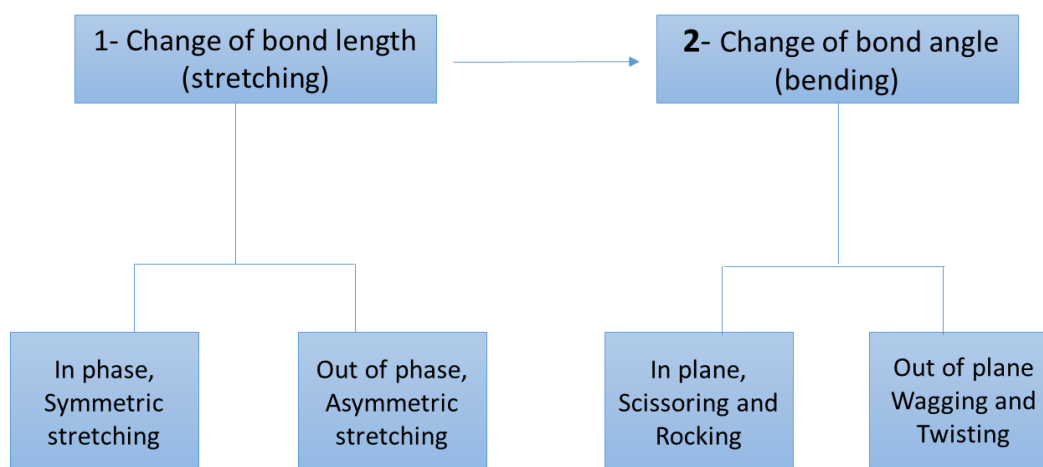 1- Change of bond length
(stretching)
2- Change of bond angle
(bending)
In phase,
Symmetric
stretching
Out of phase,
Asymmetric
stretching
In plane,
Scissoring and
Rocking
Out of plane
Wagging and
Twisting